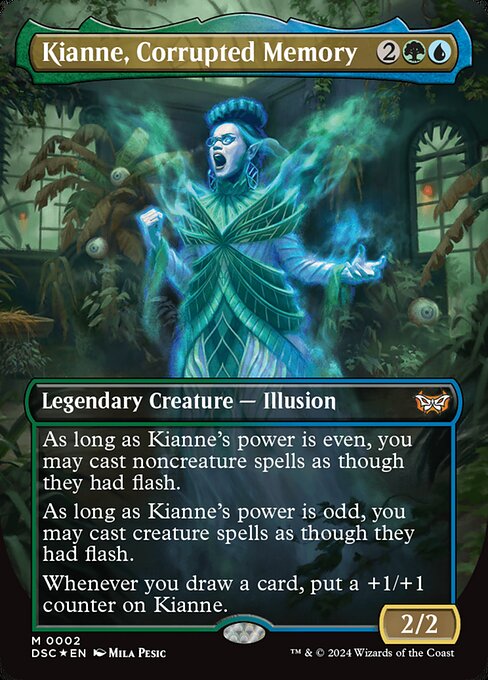 Kianne, Corrupted Memory 2
Legendary Creature — Illusion
As long as Kianne's power is even, you
may cast noncreature spells as though
they had flash.
As long as Kianne's power is odd, you
may cast creature spells as though they
had flash.
Whenever you draw a card, put a +1/+1
counter on Kianne.
2/2
M 0002
DSC★EN Mila Pesic
™ & © 2024 Wizards of the Coast